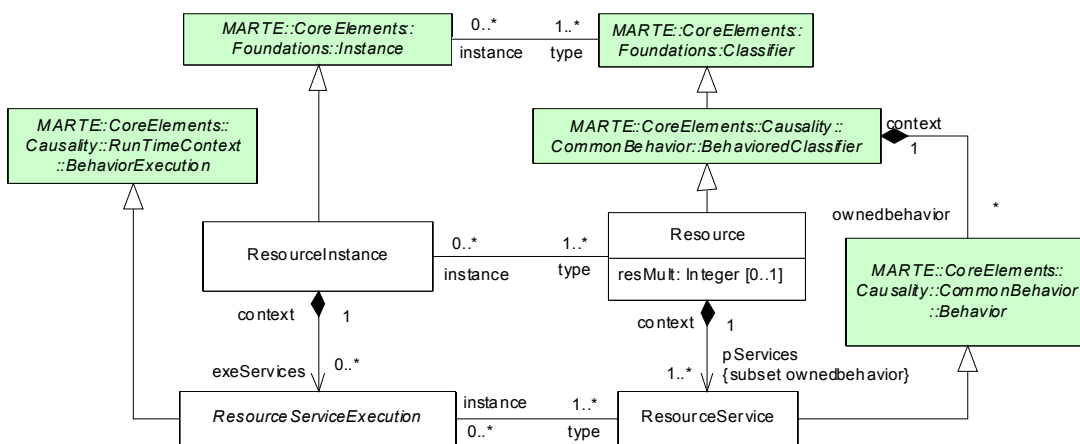 MARTE::CoreElements::
Foundations::Instance
0..*
1..*
instance
type
MARTE::CoreElements::
Foundations::Classifier
MARTE::CoreElements::
Causality::RunTimeContext
::BehaviorExecution
MARTE::CoreElements::Causality::
CommonBehavior::BehavioredClassifier
context
1
ownedbehavior
*
ResourceInstance
0..*
1..*
instance
type
Resource
resMult: Integer [0..1]
MARTE::CoreElements::
Causality::CommonBehavior
::Behavior
context
1
context
1
exeServices
0..*
1..*
pServices
{subset ownedbehavior}
ResourceServiceExecution
instance
0..*
1..*
type
ResourceService